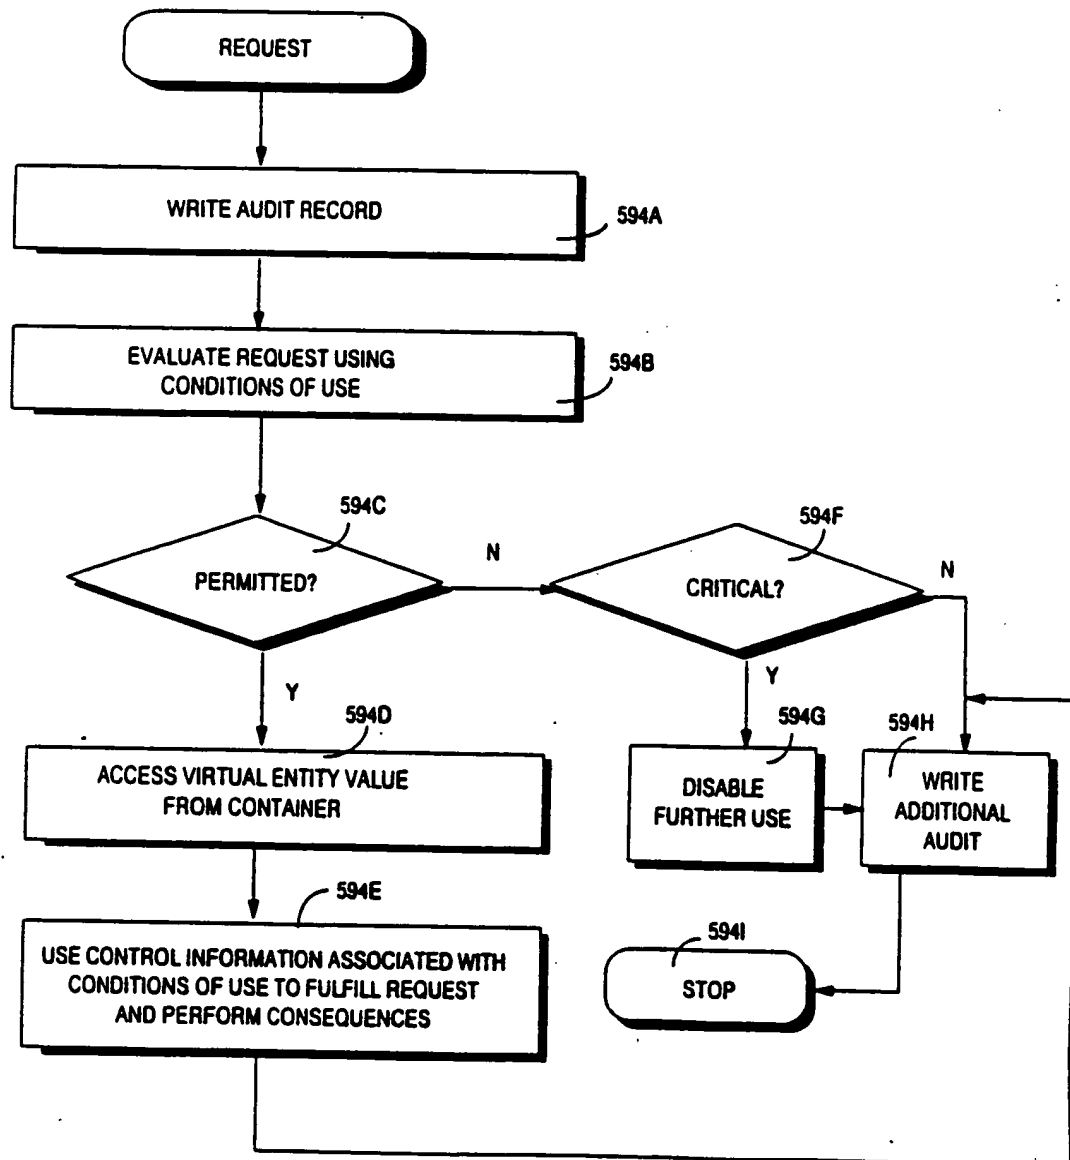 REQUEST
WRITE AUDIT RECORD
594A
EVALUATE REQUEST USING
CONDITIONS OF USE
594B
594C
PERMITTED?
N
594F
CRITICAL?
N
Y
Y
594D
ACCESS VIRTUAL ENTITY VALUE
FROM CONTAINER
594G
DISABLE
FURTHER USE
594H
WRITE
ADDITIONAL
AUDIT
594E
USE CONTROL INFORMATION ASSOCIATED WITH
CONDITIONS OF USE TO FULFILL REQUEST
AND PERFORM CONSEQUENCES
594I
STOP